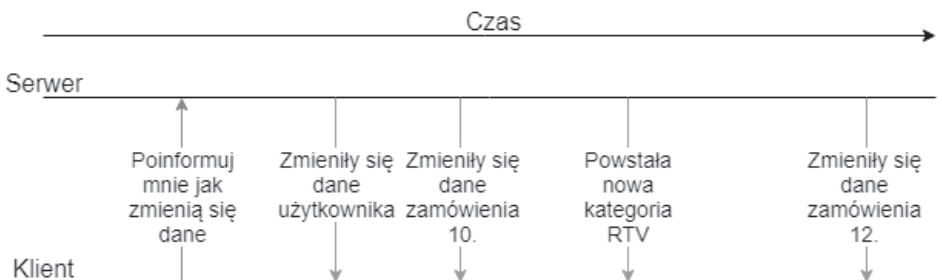 Czas
Serwer
Poinformuj
mnie jak
zmienią się
dane
Zmieniły się
dane
użytkownika
Zmieniły się
dane
zamówienia
10.
Powstała
nowa
kategoria
RTV
Zmieniły się
dane
zamówienia
12.
Klient